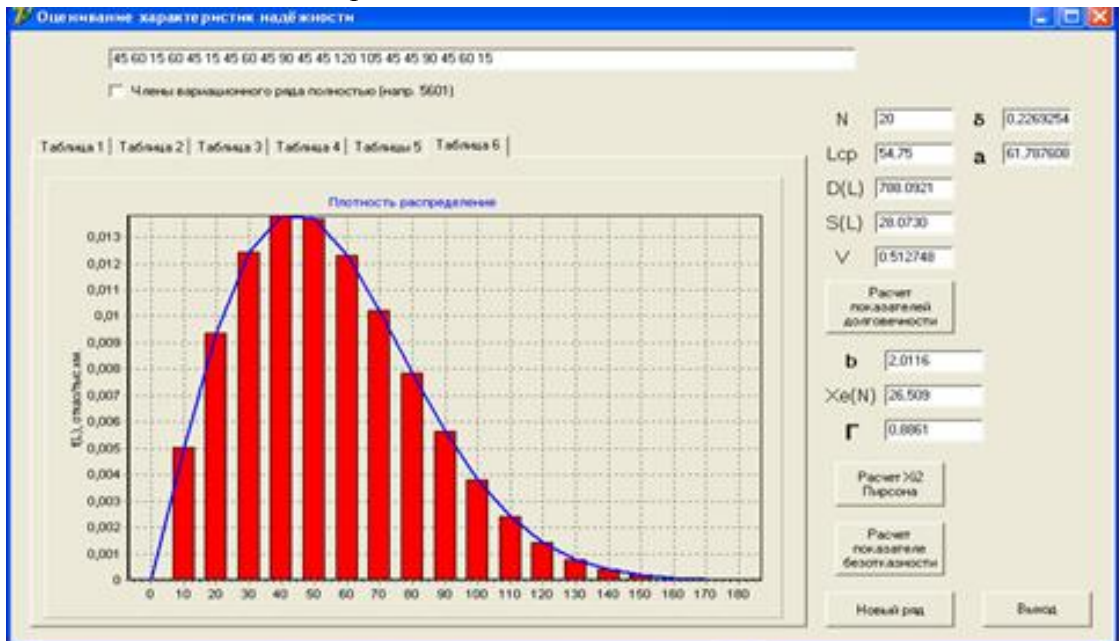 Оценивание характеристик надёжности
45 60 15 60 45 15 45 60 45 90 45 45 120 105 45 45 90 45 60 15
Члены вариационного ряда полностью (напр. 5601)
Таблица 1 Таблица 2 Таблица 3 Таблица 4 Таблицы 5 Таблица 6
N 20 δ 0,2269254
Lcp 54,75 a 61,787608
D(L) 788.0921
S(L) 28.0730
V 0.512748
Расчет
показателей
долговечности
b 2,0116
Xe(N) 26,509
Г 0,8861
Расчет Xi2
Пирсона
Расчет
показателе
безотказности
Новый ряд Выход
Плотность распределения
f(L), отказ/тыс.км
0,013
0,012
0,011
0,01
0,009
0,008
0,007
0,006
0,005
0,004
0,003
0,002
0,001
0
0 10 20 30 40 50 60 70 80 90 100 110 120 130 140 150 160 170 180